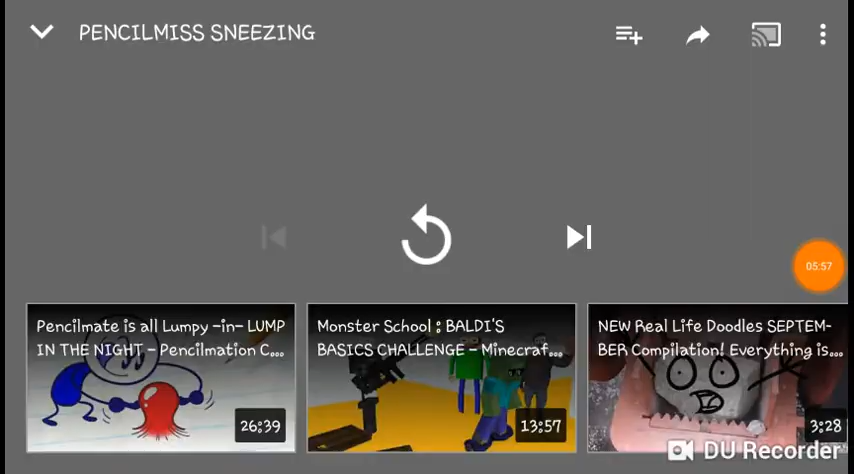 PENCILMISS SNEEZING
05:57
Pencilmate is all Lumpy -in- LUMP
IN THE NIGHT - Pencilmation C...
26:39
Monster School : BALDI'S
BASICS CHALLENGE - Minecraf...
13:57
NEW Real Life Doodles SEPTEM-
BER Compilation! Everything is...
3:28
DU Recorder